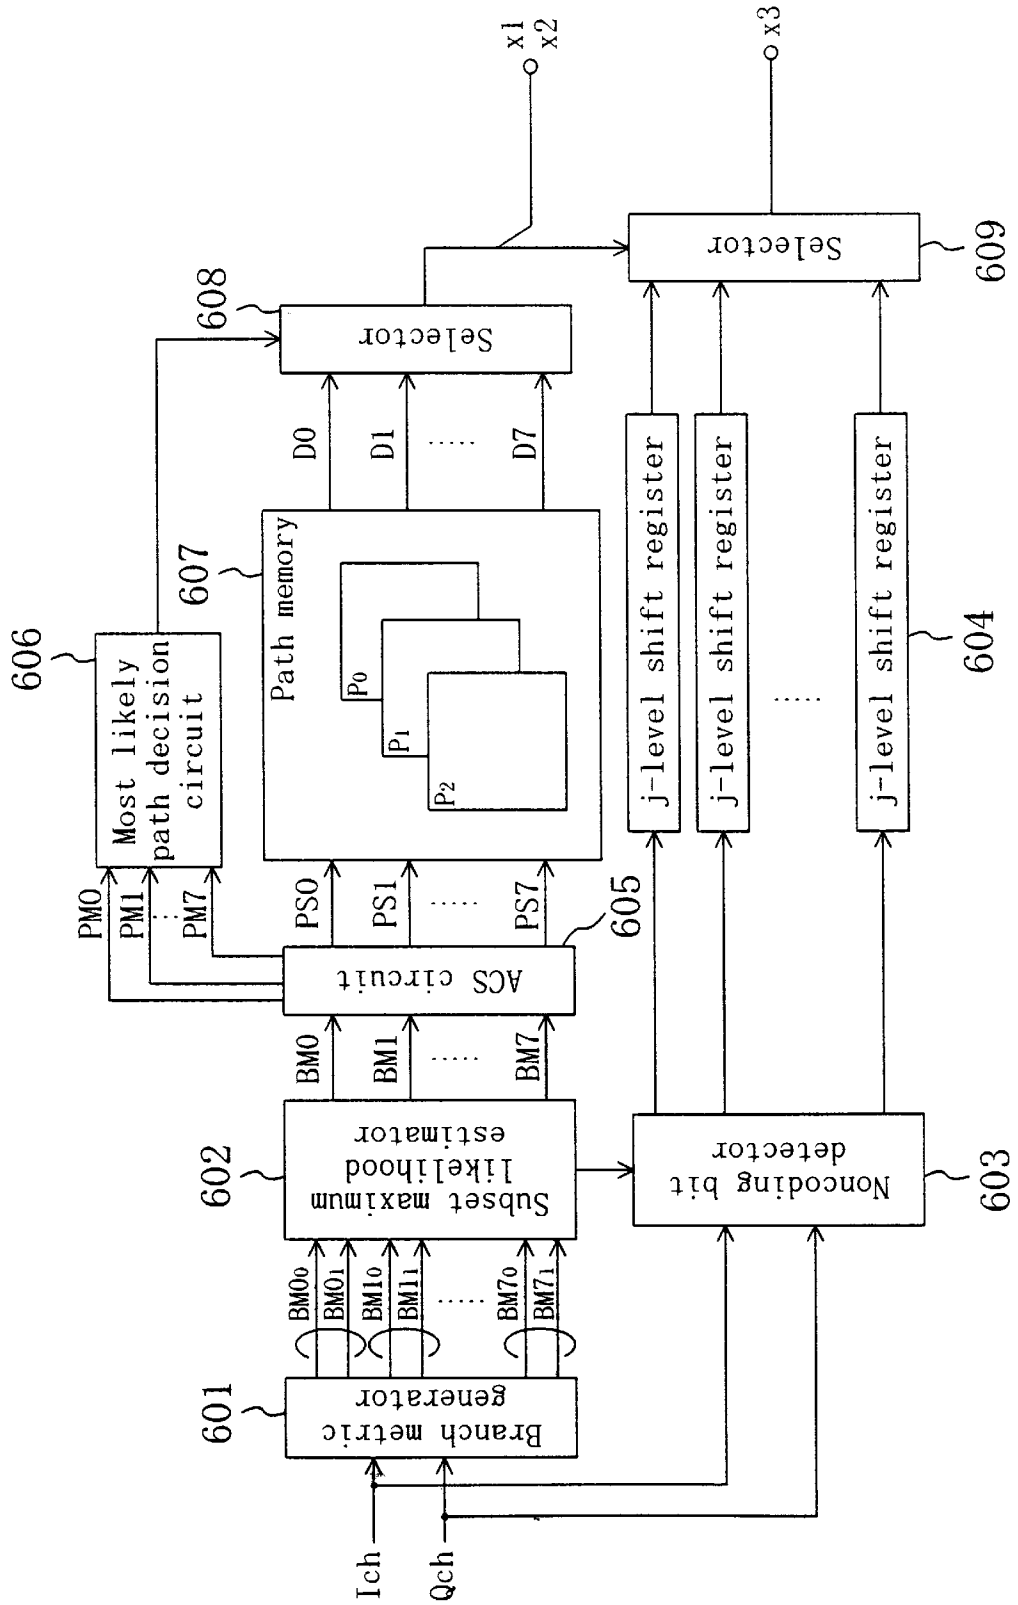 Ich
Qch
601
Branch metric
generator
BM0₀
BM0₁
BM1₀
BM1₁
.....
BM7₀
BM7₁
602
Subset maximum
likelihood
estimator
603
Noncoding bit
detector
BM0
BM1
.....
BM7
ACS circuit
605
PM0
PM1
.....
PM7
PS0
PS1
.....
PS7
606
Most likely
path decision
circuit
607
Path memory
P₀
P₁
P₂
j-level shift register
j-level shift register
.....
j-level shift register
604
D0
D1
.....
D7
608
Selector
Selector
609
x1
x2
x3